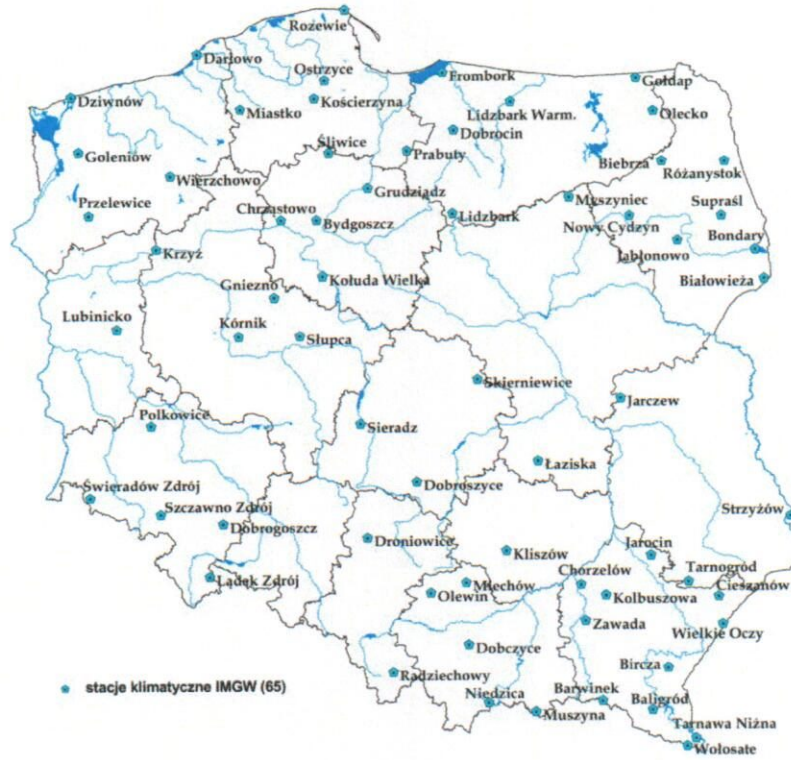 Rozewie
Darłowo
Ostrzyce
Frombork
Gołdap
Dziwnów
Miastko
Kościerzyna
Lidzbark Warm.
Olecko
Dobrocin
Goleniów
Śliwice
Prabuty
Biebrza
Różanystok
Wierzchowo
Grudziądz
Przelewice
Chrząstowo
Bydgoszcz
Lidzbark
Myszyniec
Supraśl
Nowy Cydzyn
Krzyż
Jabłonowo
Bondary
Gniezno
Kołuda Wielka
Białowieża
Lubinicko
Kórnik
Słupca
Skierniewice
Jarczew
Polkowice
Sieradz
Łaziska
Świeradów Zdrój
Dobroszyce
Szczawno Zdrój
Strzyżów
Dobrogoszcz
Droniowice
Kliszów
Jarocin
Lądek Zdrój
Chorzelów
Tarnogród
Miechów
Cieszanów
Olewin
Kolbuszowa
Zawada
Wielkie Oczy
Dobczyce
Bircza
Radziechowy
stacje klimatyczne IMGW (65)
Niedzica
Barwinek
Baligród
Muszyna
Tarnawa Niżna
Wołosate